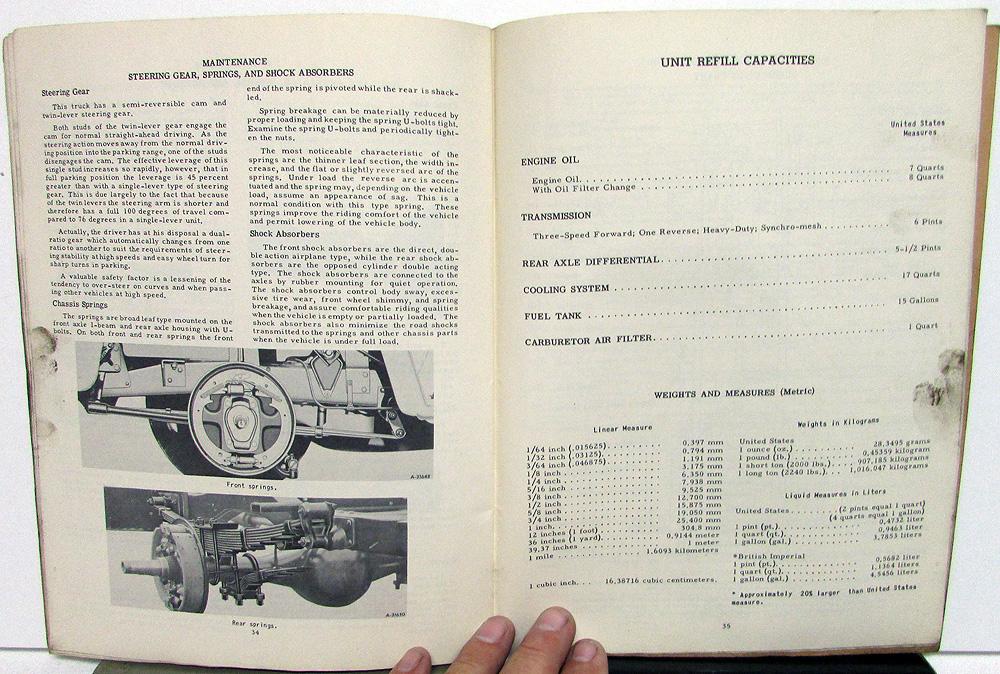 MAINTENANCE
STEERING GEAR, SPRINGS, AND SHOCK ABSORBERS
Steering Gear
This truck has a semi-reversible cam and
twin-lever steering gear.
Both studs of the twin-lever gear engage the
cam for normal straight-ahead driving. As the
steering action moves away from the normal driv-
ing position into the parking range, one of the studs
disengages the cam. The effective leverage of this
single stud increases so rapidly, however, that in
full parking position the leverage is 45 percent
greater than with a single-lever type of steering
gear. This is due largely to the fact that because
of the twin levers the steering arm is shorter and
therefore has a full 100 degrees of travel com-
pared to 76 degrees in a single-lever unit.
Actually, the driver has at his disposal a dual-
ratio gear which automatically changes from one
ratio to another to suit the requirements of steer-
ing stability at high speeds and easy wheel turn for
sharp turns in parking.
A valuable safety factor is a lessening of the
tendency to over-steer on curves and when pass-
ing other vehicles at high speed.
Chassis Springs
The springs are broad leaf type mounted on the
front axle I-beam and rear axle housing with U-
bolts. On both front and rear springs the front
end of the spring is pivoted while the rear is shack-
led.
Spring breakage can be materially reduced by
proper loading and keeping the spring U-bolts tight.
Examine the spring U-bolts and periodically tight-
en the nuts.
The most noticeable characteristic of the
springs are the thinner leaf section, the width in-
crease, and the flat or slightly reversed arc of the
springs. Under load the reverse arc is accen-
tuated and the spring may, depending on the vehicle
load, assume an appearance of sag. This is a
normal condition with this type spring. These
springs improve the riding comfort of the vehicle
and permit lowering of the vehicle body.
Shock Absorbers
The front shock absorbers are the direct, dou-
ble action airplane type, while the rear shock ab-
sorbers are the opposed cylinder double acting
type. The shock absorbers are connected to the
axles by rubber mounting for quiet operation.
The shock absorbers control body sway, exces-
sive tire wear, front wheel shimmy, and spring
breakage, and assure comfortable riding qualities
when the vehicle is empty or partially loaded. The
shock absorbers also minimize the road shocks
transmitted to the springs and other chassis parts
when the vehicle is under full load.
A-31648
Front springs.
A-31650
Rear springs.
34
UNIT REFILL CAPACITIES
United States
Measures
ENGINE OIL
Engine Oil. . . . . . . . . . 7 Quarts
With Oil Filter Change . . . . . . . . . . 8 Quarts
TRANSMISSION
Three-Speed Forward; One Reverse; Heavy-Duty; Synchro-mesh . . . . . . . . . . 6 Pints
REAR AXLE DIFFERENTIAL. . . . . . . . . . 5-1/2 Pints
COOLING SYSTEM . . . . . . . . . . 17 Quarts
FUEL TANK . . . . . . . . . . 15 Gallons
CARBURETOR AIR FILTER. . . . . . . . . . 1 Quart
WEIGHTS AND MEASURES (Metric)
Linear Measure
1/64 inch (.015625) . . . . . . . . 0,397 mm
1/32 inch (.03125). . . . . . . . . 0,794 mm
3/64 inch (.046875) . . . . . . . . 1,191 mm
1/8 inch. . . . . . . . . . 3,175 mm
1/4 inch . . . . . . . . . . 6,350 mm
5/16 inch . . . . . . . . . . 7,938 mm
3/8 inch . . . . . . . . . . 9,525 mm
1/2 inch . . . . . . . . . . 12,700 mm
5/8 inch . . . . . . . . . . 15,875 mm
3/4 inch . . . . . . . . . . 19,050 mm
1 inch. . . . . . . . . . 25,400 mm
12 inches (1 foot) . . . . . . . . . 304,8 mm
36 inches (1 yard). . . . . . . . . 0,9144 meter
39,37 inches . . . . . . . . . . 1 meter
1 mile . . . . . . . . . . 1,6093 kilometers
1 cubic inch. . . . 16,38716 cubic centimeters.
Weights in Kilograms
United States
1 ounce (oz.) . . . . . . . . . . 28,3495 grams
1 pound (lb.) . . . . . . . . . . 0,45359 kilogram
1 short ton (2000 lbs.) . . . . 907,185 kilograms
1 long ton (2240 lbs.) . . . . 1,016.047 kilograms
Liquid Measures in Liters
United States . . . . . (2 pints equal 1 quart)
(4 quarts equal 1 gallon)
1 pint (pt.) . . . . . . . . . . 0,4732 liter
1 quart (qt.) . . . . . . . . . . 0,9463 liter
1 gallon (gal.) . . . . . . . . . . 3,7853 liters
*British Imperial
1 pint (pt.). . . . . . . . . . 0,5682 liter
1 quart (qt.) . . . . . . . . . . 1,1364 liters
1 gallon (gal.) . . . . . . . . . . 4,5456 liters
* Approximately 20% larger than United States
measure.
35